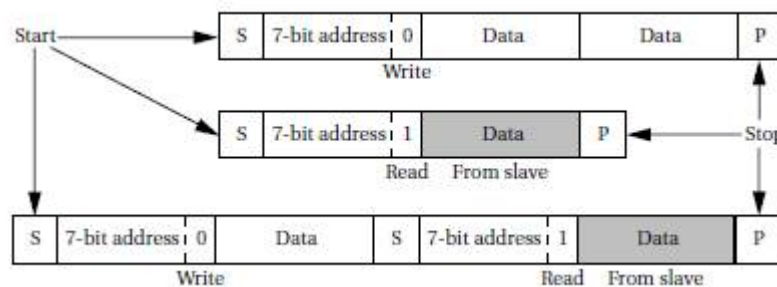 Start S 7-bit address 0 Data Data P
Write
S 7-bit address 1 Data P Stop
Read From slave
S 7-bit address 0 Data S 7-bit address 1 Data P
Write Read From slave